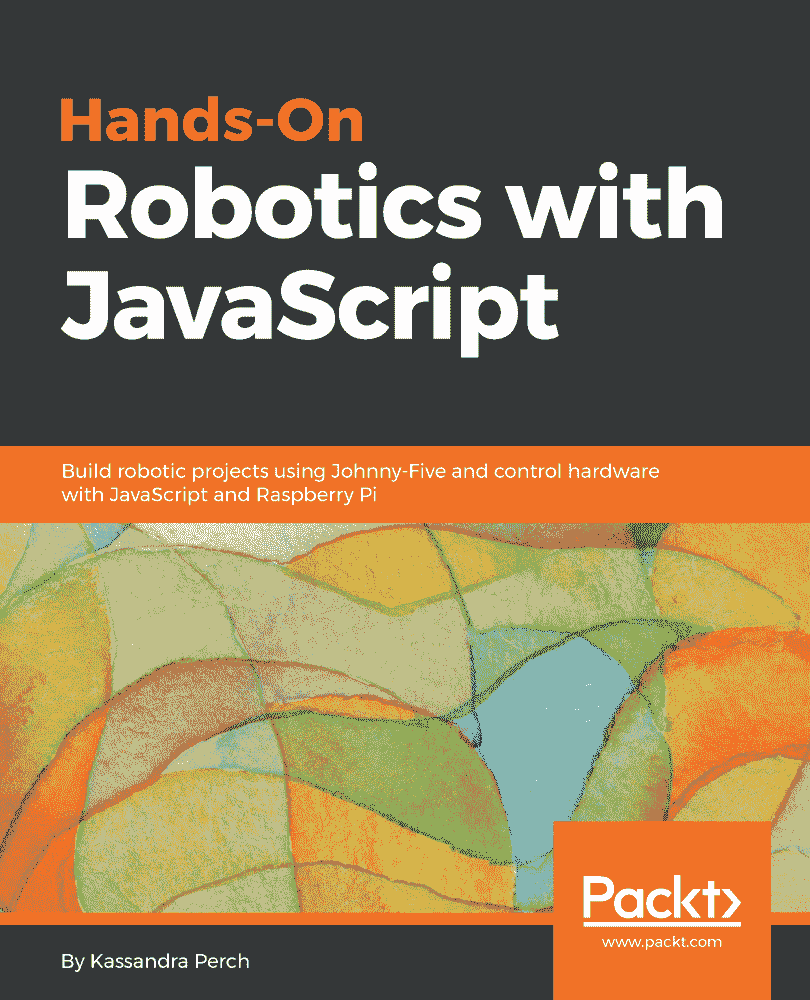 Hands-On
Robotics with
JavaScript
Build robotic projects using Johnny-Five and control hardware
with JavaScript and Raspberry Pi
Packt>
www.packt.com
By Kassandra Perch